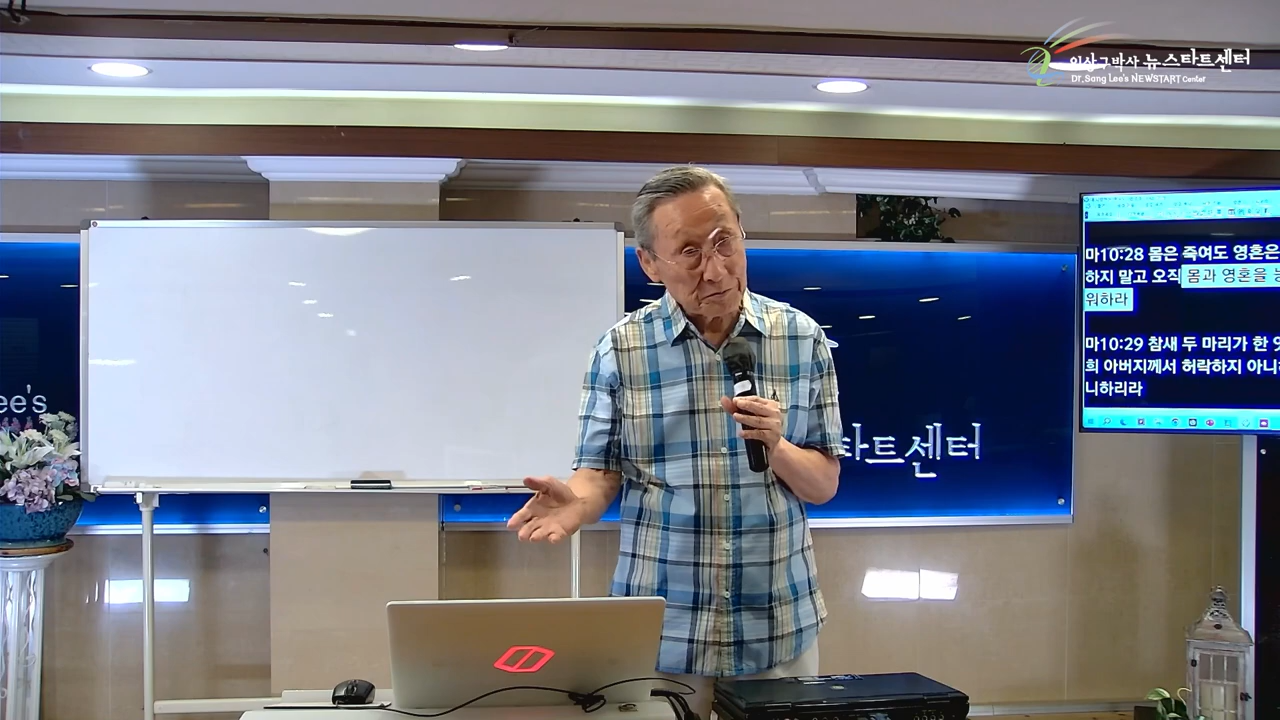 이상구박사 뉴스타트센터
Dr. Sang Lee's NEWSTART Center
마10:28 몸은 죽여도 영혼은
하지 말고 오직 몸과 영혼을 능
워하라
마10:29 참새 두 마리가 한
희 아버지께서 허락하지 아니
니하리라
ee's
타트센터